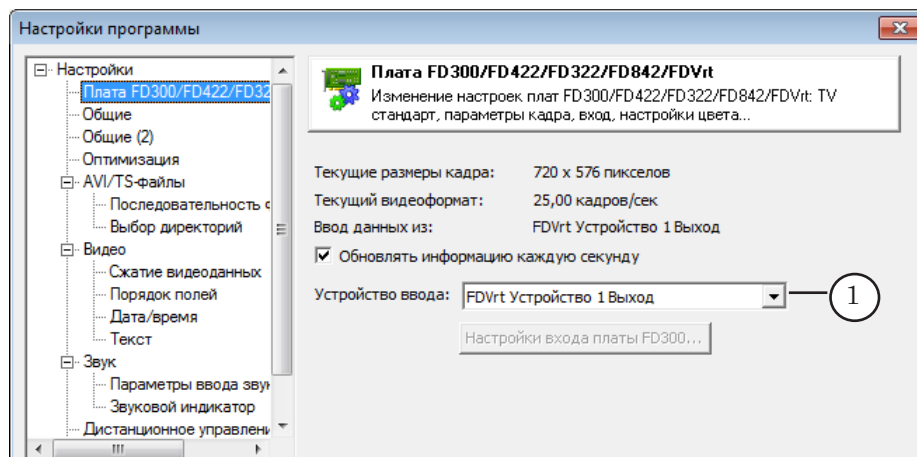 Настройки программы
Настройки
Плата FD300/FD422/FD32
Общие
Общие (2)
Оптимизация
AVI/TS-файлы
Последовательность
Выбор директорий
Видео
Сжатие видеоданных
Порядок полей
Дата/время
Текст
Звук
Параметры ввода зву
Звуковой индикатор
Дистанционное управлени
Плата FD300/FD422/FD322/FD842/FDVrt
Изменение настроек плат FD300/FD422/FD322/FD842/FDVrt: TV
стандарт, параметры кадра, вход, настройки цвета...
Текущие размеры кадра: 720 x 576 пикселов
Текущий видеоформат: 25,00 кадров/сек
Ввод данных из: FDVrt Устройство 1 Выход
Обновлять информацию каждую секунду
Устройство ввода: FDVrt Устройство 1 Выход
1
Настройки входа платы FD300...